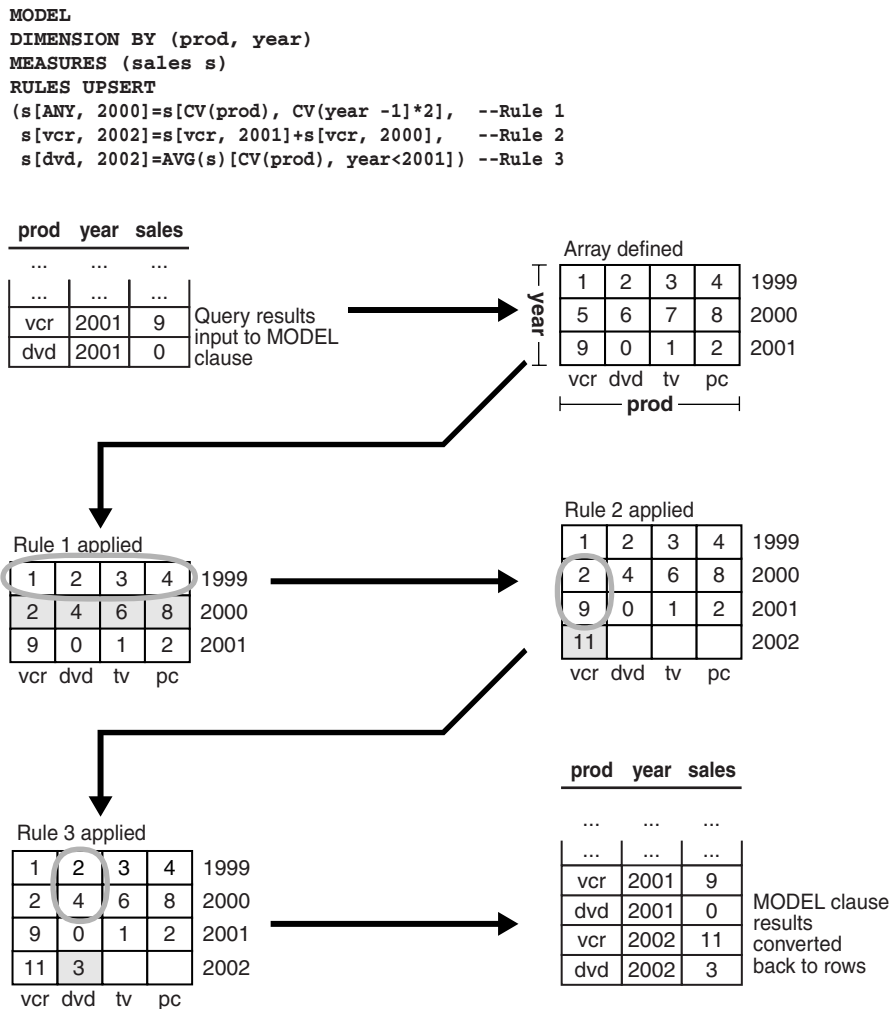 MODEL
DIMENSION BY (prod, year)
MEASURES (sales s)
RULES UPSERT
(s[ANY, 2000]=s[CV(prod), CV(year -1]*2], --Rule 1
s[vcr, 2002]=s[vcr, 2001]+s[vcr, 2000], --Rule 2
s[dvd, 2002]=AVG(s)[CV(prod), year<2001]) --Rule 3
prod year sales
... ... ...
... ... ...
vcr 2001 9
dvd 2001 0
Query results
input to MODEL
clause
Array defined
year
1 2 3 4 1999
5 6 7 8 2000
9 0 1 2 2001
vcr dvd tv pc
prod
Rule 1 applied
1 2 3 4 1999
2 4 6 8 2000
9 0 1 2 2001
vcr dvd tv pc
Rule 2 applied
1 2 3 4 1999
2 4 6 8 2000
9 0 1 2 2001
11 2002
vcr dvd tv pc
Rule 3 applied
1 2 3 4 1999
2 4 6 8 2000
9 0 1 2 2001
11 3 2002
vcr dvd tv pc
prod year sales
... ... ...
... ... ...
vcr 2001 9
dvd 2001 0
vcr 2002 11
dvd 2002 3
MODEL clause
results
converted
back to rows